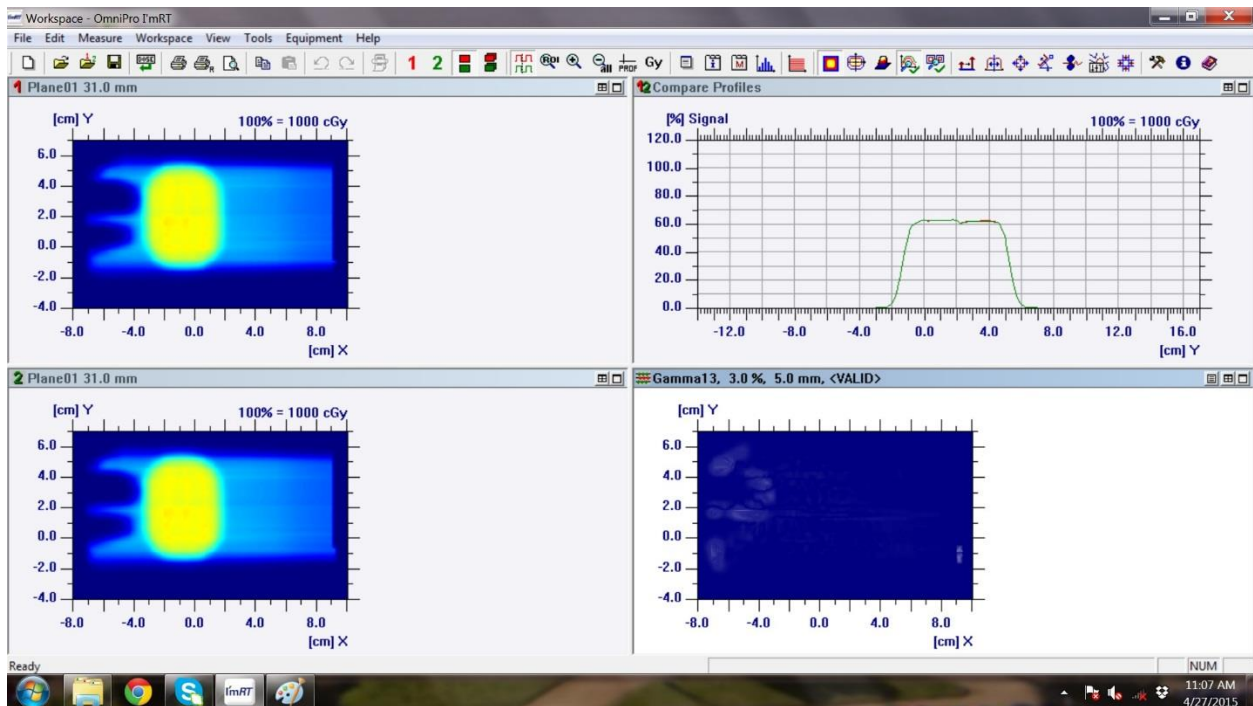 Workspace - OmniPro I'mRT
File Edit Measure Workspace View Tools Equipment Help
1 2 ROI all PROF Gy
1 Plane01 31.0 mm
[cm] Y 100% = 1000 cGy
6.0
4.0
2.0
0.0
-2.0
-4.0
-8.0 -4.0 0.0 4.0 8.0
[cm] X
12 Compare Profiles
[%] Signal 100% = 1000 cGy
120.0
100.0
80.0
60.0
40.0
20.0
0.0
-12.0 -8.0 -4.0 0.0 4.0 8.0 12.0 16.0
[cm] Y
2 Plane01 31.0 mm
[cm] Y 100% = 1000 cGy
6.0
4.0
2.0
0.0
-2.0
-4.0
-8.0 -4.0 0.0 4.0 8.0
[cm] X
Gamma13, 3.0 %, 5.0 mm, <VALID>
[cm] Y
6.0
4.0
2.0
0.0
-2.0
-4.0
-8.0 -4.0 0.0 4.0 8.0
[cm] X
Ready NUM
I'mRT
11:07 AM
4/27/2015